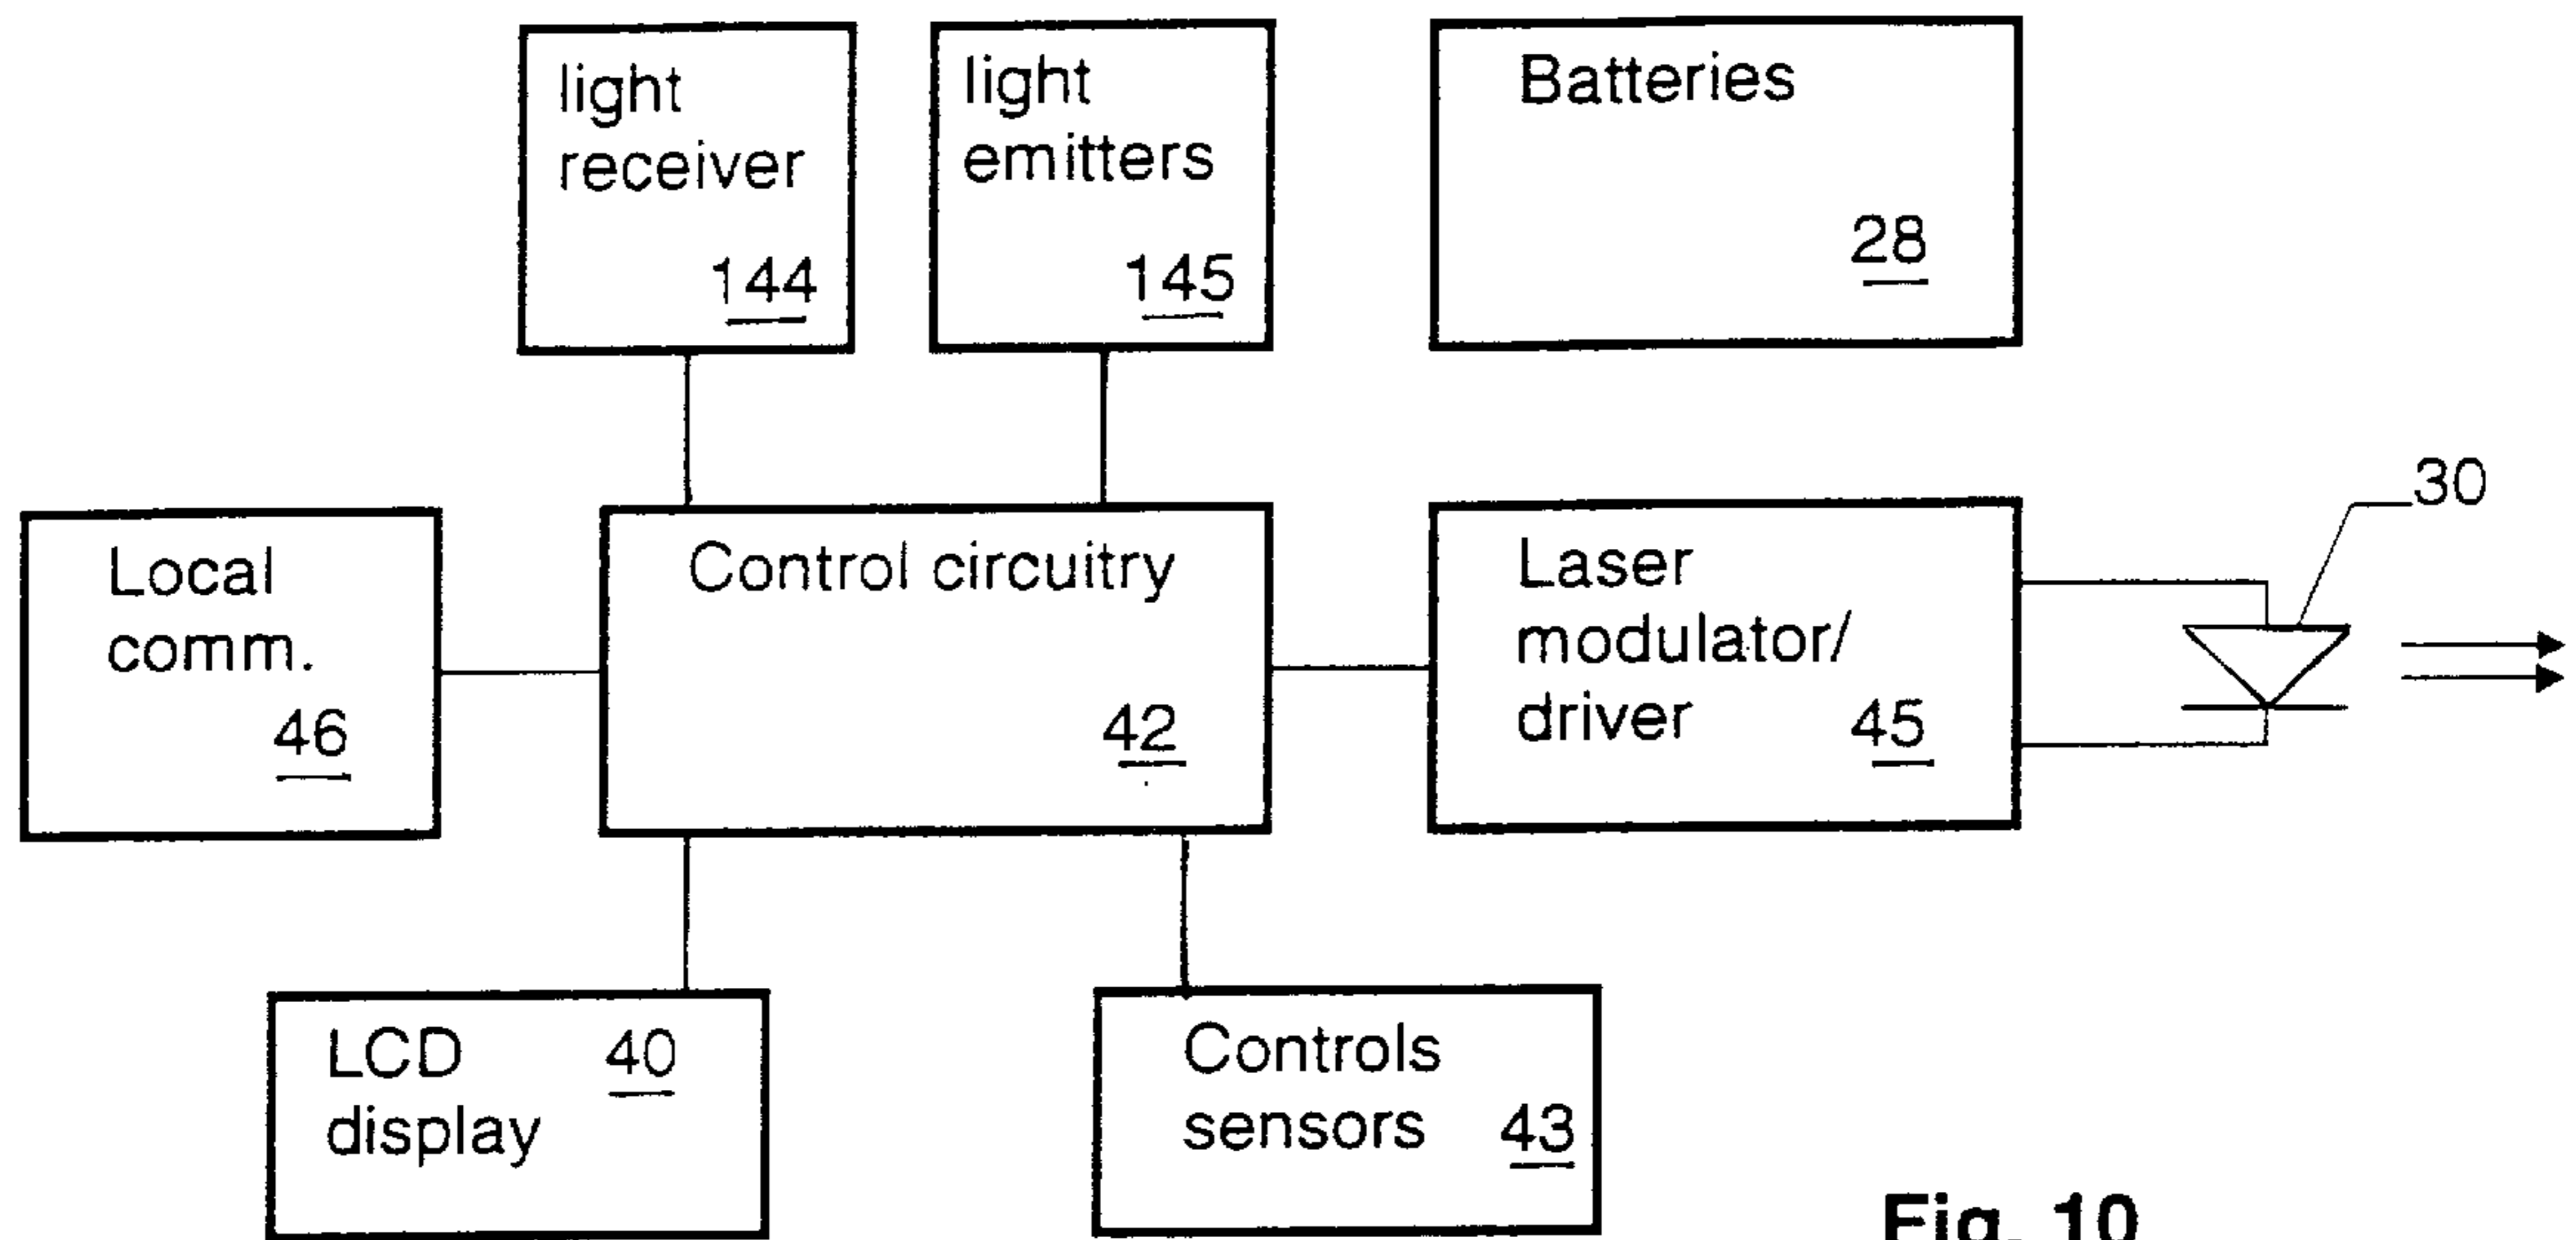 light
receiver
144
light
emitters
145
Batteries
28
Local
comm.
46
Control circuitry
42
Laser
modulator/
driver
45
30
LCD
display
40
Controls
sensors
43
Fig. 10